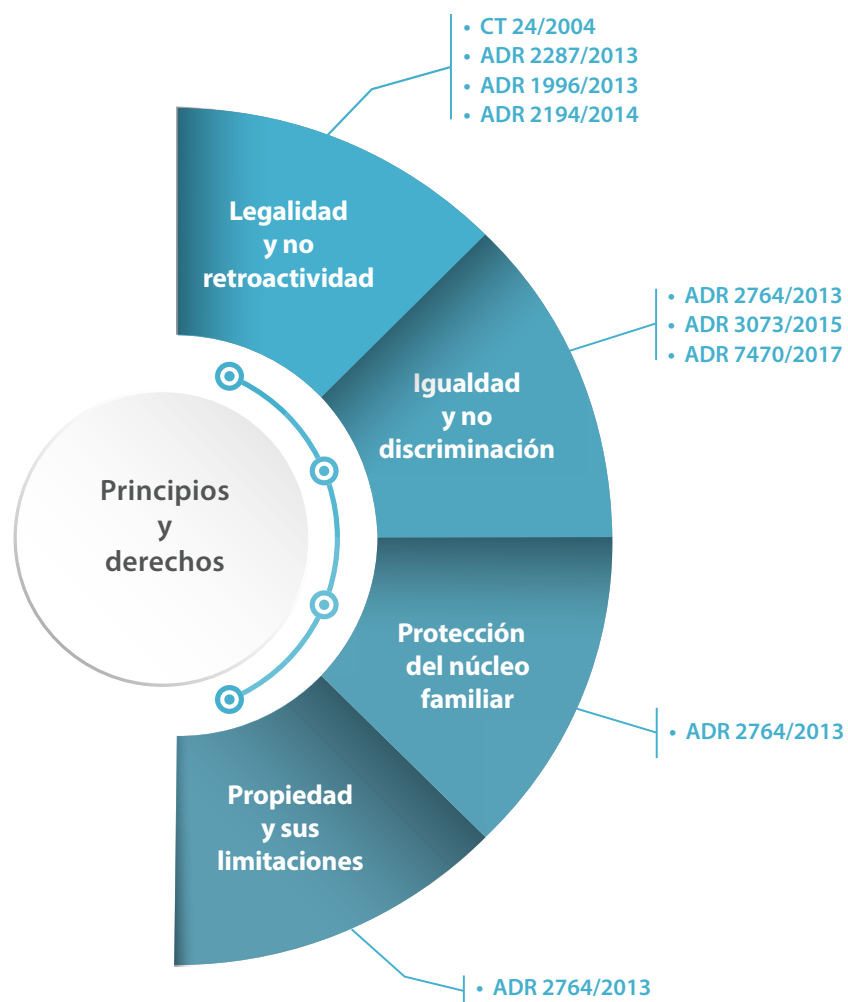 • CT 24/2004
• ADR 2287/2013
• ADR 1996/2013
• ADR 2194/2014
Legalidad
y no
retroactividad
• ADR 2764/2013
• ADR 3073/2015
• ADR 7470/2017
Igualdad
y no
discriminación
Principios
y
derechos
Protección
del núcleo
familiar
• ADR 2764/2013
Propiedad
y sus
limitaciones
• ADR 2764/2013